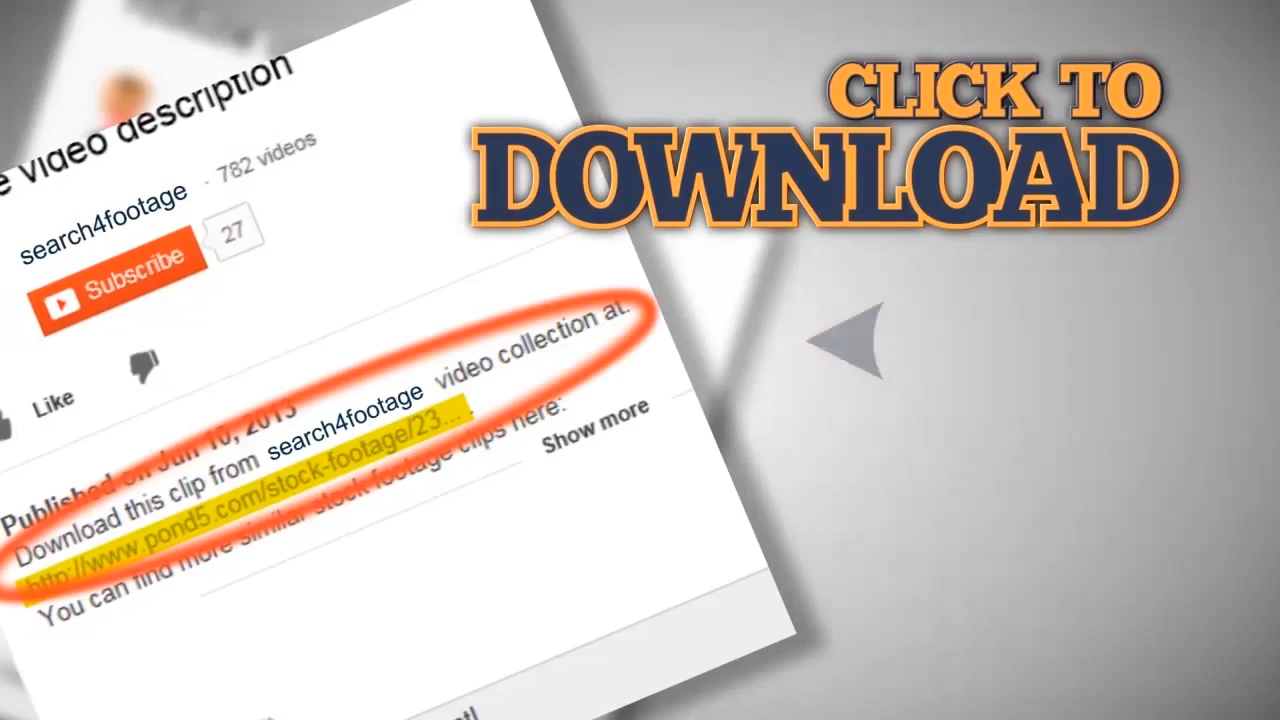 CLICK TO
DOWNLOAD
video description
search4footage · 782 videos
Subscribe 27
Like
Published on Jun 10, 2013
Download this clip from search4footage video collection at:
http://www.pond5.com/stock-footage/23...
You can find more similar stock footage clips here:
Show more